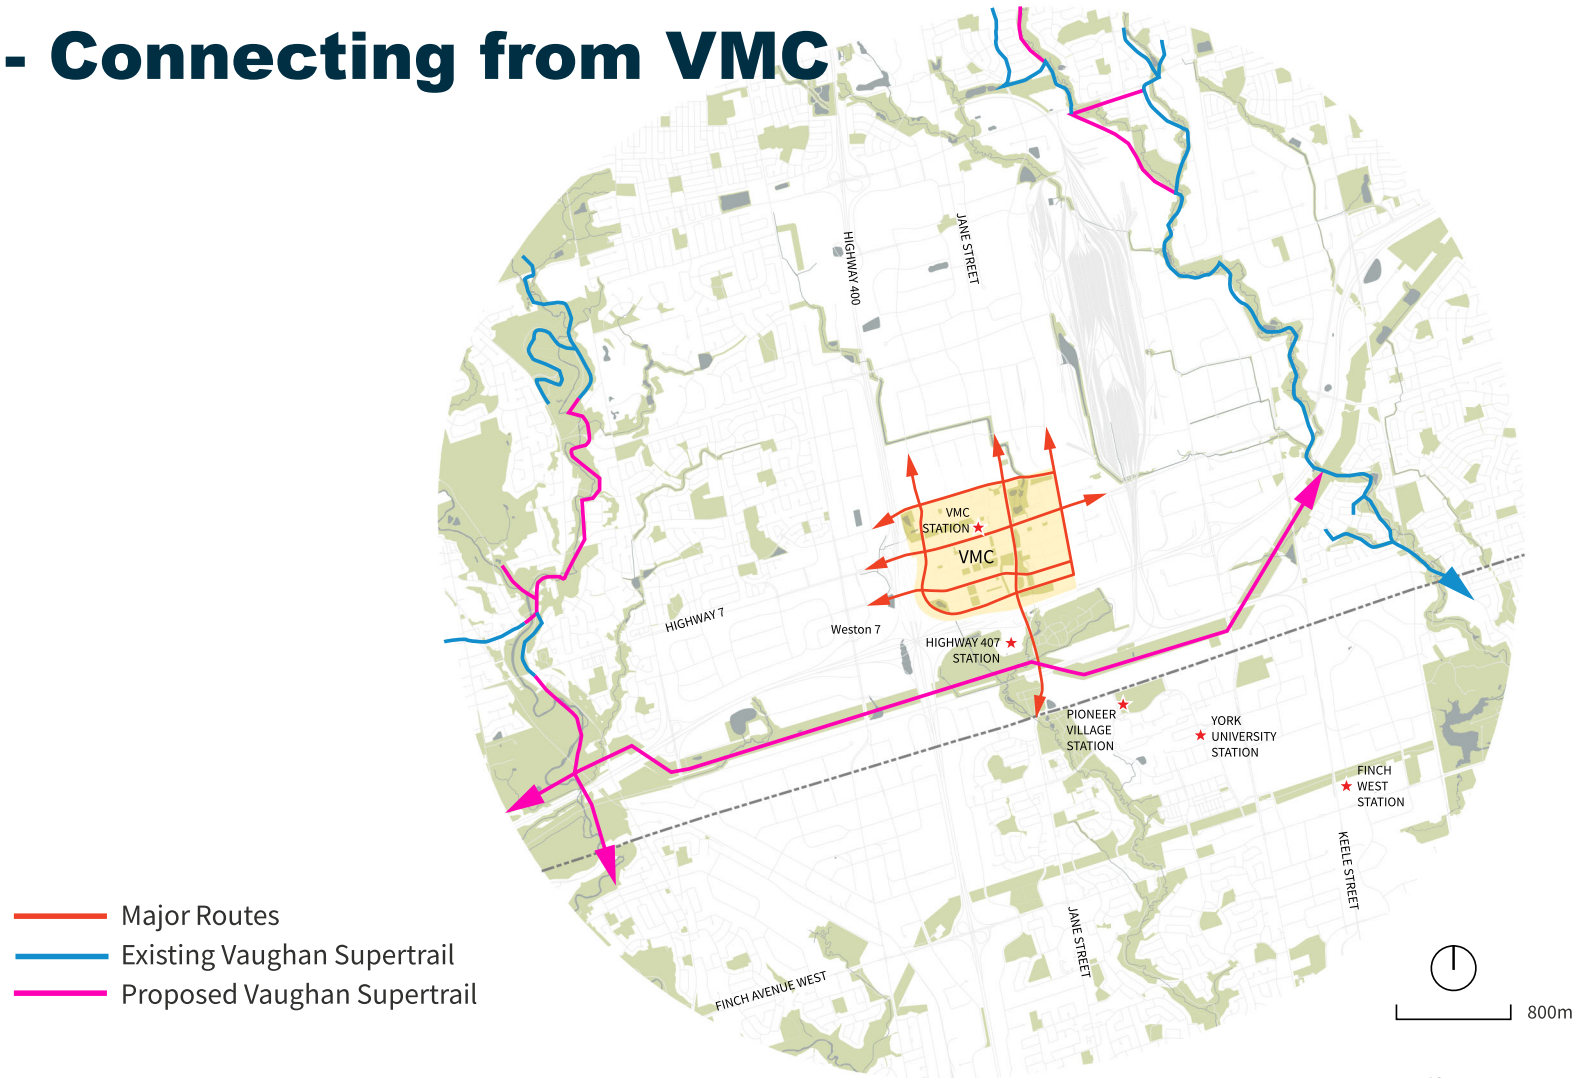 - Connecting from VMC
HIGHWAY 400
JANE STREET
VMC
STATION
VMC
HIGHWAY 7
Weston 7
HIGHWAY 407
STATION
PIONEER
VILLAGE
STATION
YORK
UNIVERSITY
STATION
FINCH
WEST
STATION
KEELE STREET
JANE STREET
FINCH AVENUE WEST
Major Routes
Existing Vaughan Supertrail
Proposed Vaughan Supertrail
800m